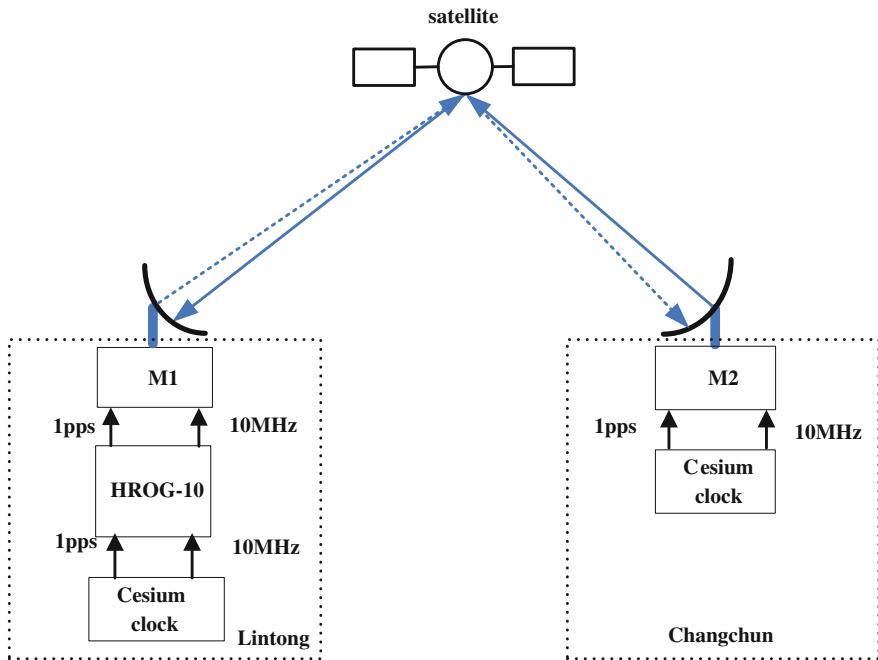 satellite
M1
1pps
10MHz
HROG-10
1pps
10MHz
Cesium
clock
Lintong
M2
1pps
10MHz
Cesium
clock
Changchun